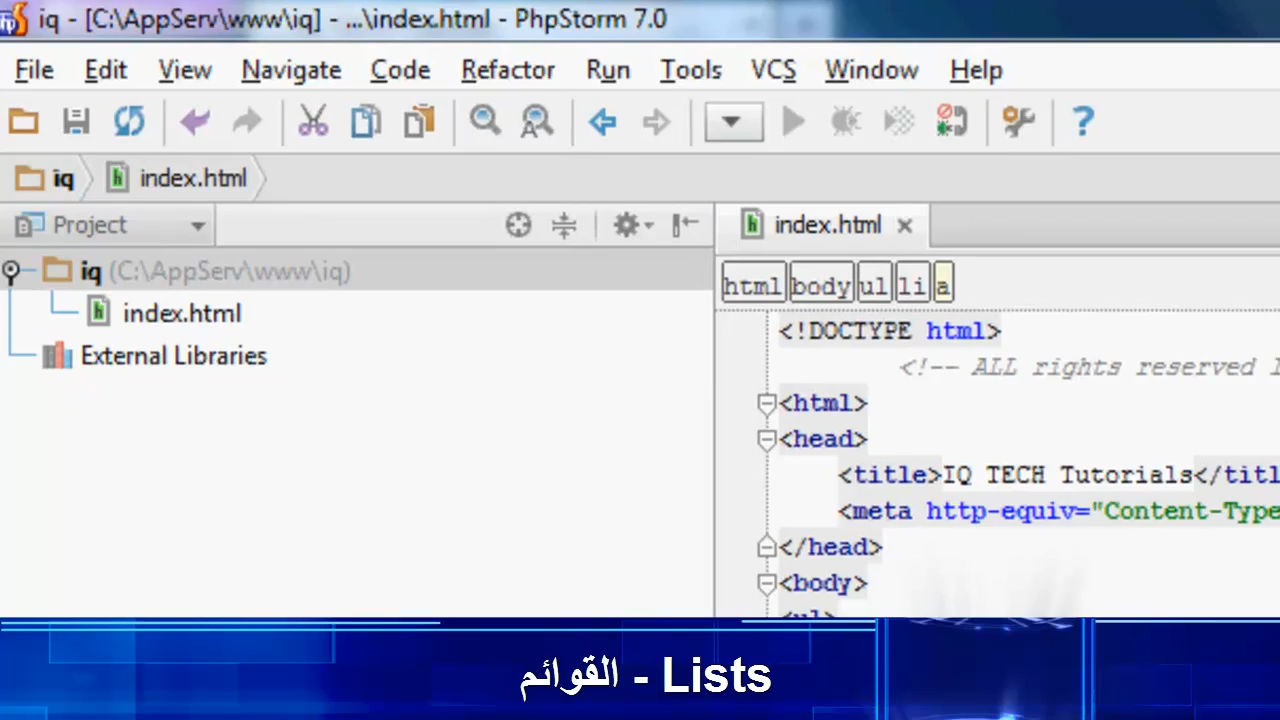 iq - [C:\AppServ\www\iq] - ...\index.html - PhpStorm 7.0
File Edit View Navigate Code Refactor Run Tools VCS Window Help
iq index.html
Project
index.html
iq (C:\AppServ\www\iq)
index.html
External Libraries
html body ul li a
<!DOCTYPE html>
<!-- ALL rights reserved
<html>
<head>
<title>IQ TECH Tutorials</titl
<meta http-equiv="Content-Type
</head>
<body>
<ul>
القوائم - Lists